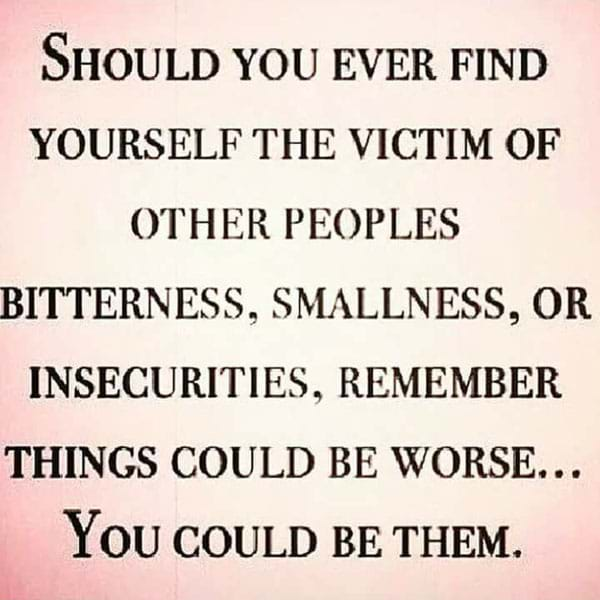 SHOULD YOU EVER FIND
YOURSELF THE VICTIM OF
OTHER PEOPLES
BITTERNESS, SMALLNESS, OR
INSECURITIES, REMEMBER
THINGS COULD BE WORSE...
YOU COULD BE THEM.